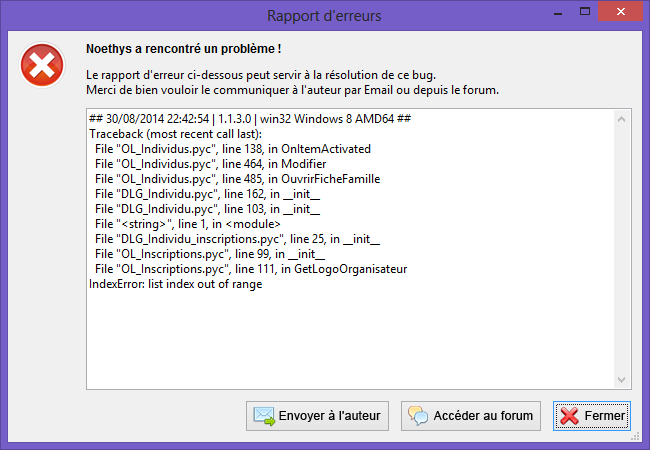 Rapport d'erreurs
Noethys a rencontré un problème !
Le rapport d'erreur ci-dessous peut servir à la résolution de ce bug.
Merci de bien vouloir le communiquer à l'auteur par Email ou depuis le forum.
## 30/08/2014 22:42:54 | 1.1.3.0 | win32 Windows 8 AMD64 ##
Traceback (most recent call last):
File "OL_Individus.pyc", line 138, in OnItemActivated
File "OL_Individus.pyc", line 464, in Modifier
File "OL_Individus.pyc", line 485, in OuvrirFicheFamille
File "DLG_Individu.pyc", line 162, in __init__
File "DLG_Individu.pyc", line 103, in __init__
File "<string>", line 1, in <module>
File "DLG_Individu_inscriptions.pyc", line 25, in __init__
File "OL_Inscriptions.pyc", line 99, in __init__
File "OL_Inscriptions.pyc", line 111, in GetLogoOrganisateur
IndexError: list index out of range
Envoyer à l'auteur
Accéder au forum
Fermer